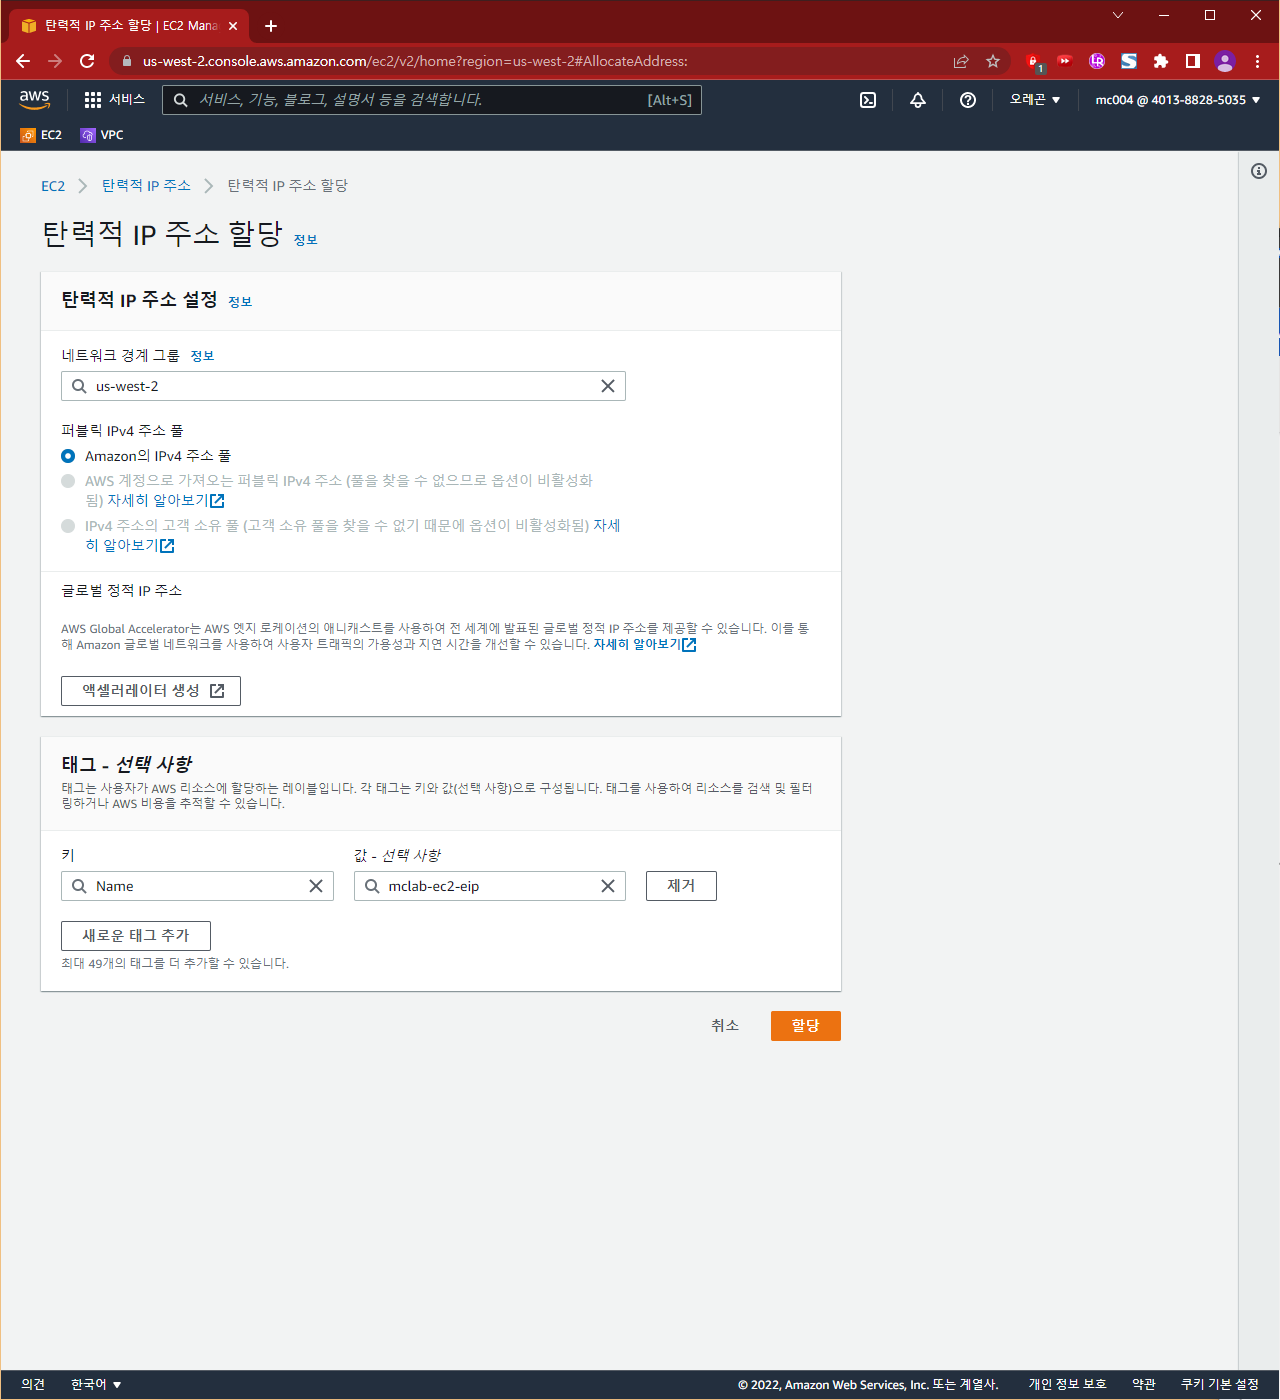 탄력적 IP 주소 할당 | EC2 Mana
us-west-2.console.aws.amazon.com/ec2/v2/home?region=us-west-2#AllocateAddress:
1
aws 서비스 서비스, 기능, 블로그, 설명서 등을 검색합니다. [Alt+S] 오레곤 mc004 @ 4013-8828-5035
EC2 VPC
EC2 탄력적 IP 주소 탄력적 IP 주소 할당
탄력적 IP 주소 할당 정보
탄력적 IP 주소 설정 정보
네트워크 경계 그룹 정보
us-west-2
퍼블릭 IPv4 주소 풀
Amazon의 IPv4 주소 풀
AWS 계정으로 가져오는 퍼블릭 IPv4 주소 (풀을 찾을 수 없으므로 옵션이 비활성화
됨) 자세히 알아보기
IPv4 주소의 고객 소유 풀 (고객 소유 풀을 찾을 수 없기 때문에 옵션이 비활성화됨) 자세
히 알아보기
글로벌 정적 IP 주소
AWS Global Accelerator는 AWS 엣지 로케이션의 애니캐스트를 사용하여 전 세계에 발표된 글로벌 정적 IP 주소를 제공할 수 있습니다. 이를 통
해 Amazon 글로벌 네트워크를 사용하여 사용자 트래픽의 가용성과 지연 시간을 개선할 수 있습니다. 자세히 알아보기
액셀러레이터 생성
태그 - 선택 사항
태그는 사용자가 AWS 리소스에 할당하는 레이블입니다. 각 태그는 키와 값(선택 사항)으로 구성됩니다. 태그를 사용하여 리소스를 검색 및 필터
링하거나 AWS 비용을 추적할 수 있습니다.
키 값 - 선택 사항
Name mclab-ec2-eip 제거
새로운 태그 추가
최대 49개의 태그를 더 추가할 수 있습니다.
취소 할당
의견 한국어 © 2022, Amazon Web Services, Inc. 또는 계열사. 개인 정보 보호 약관 쿠키 기본 설정